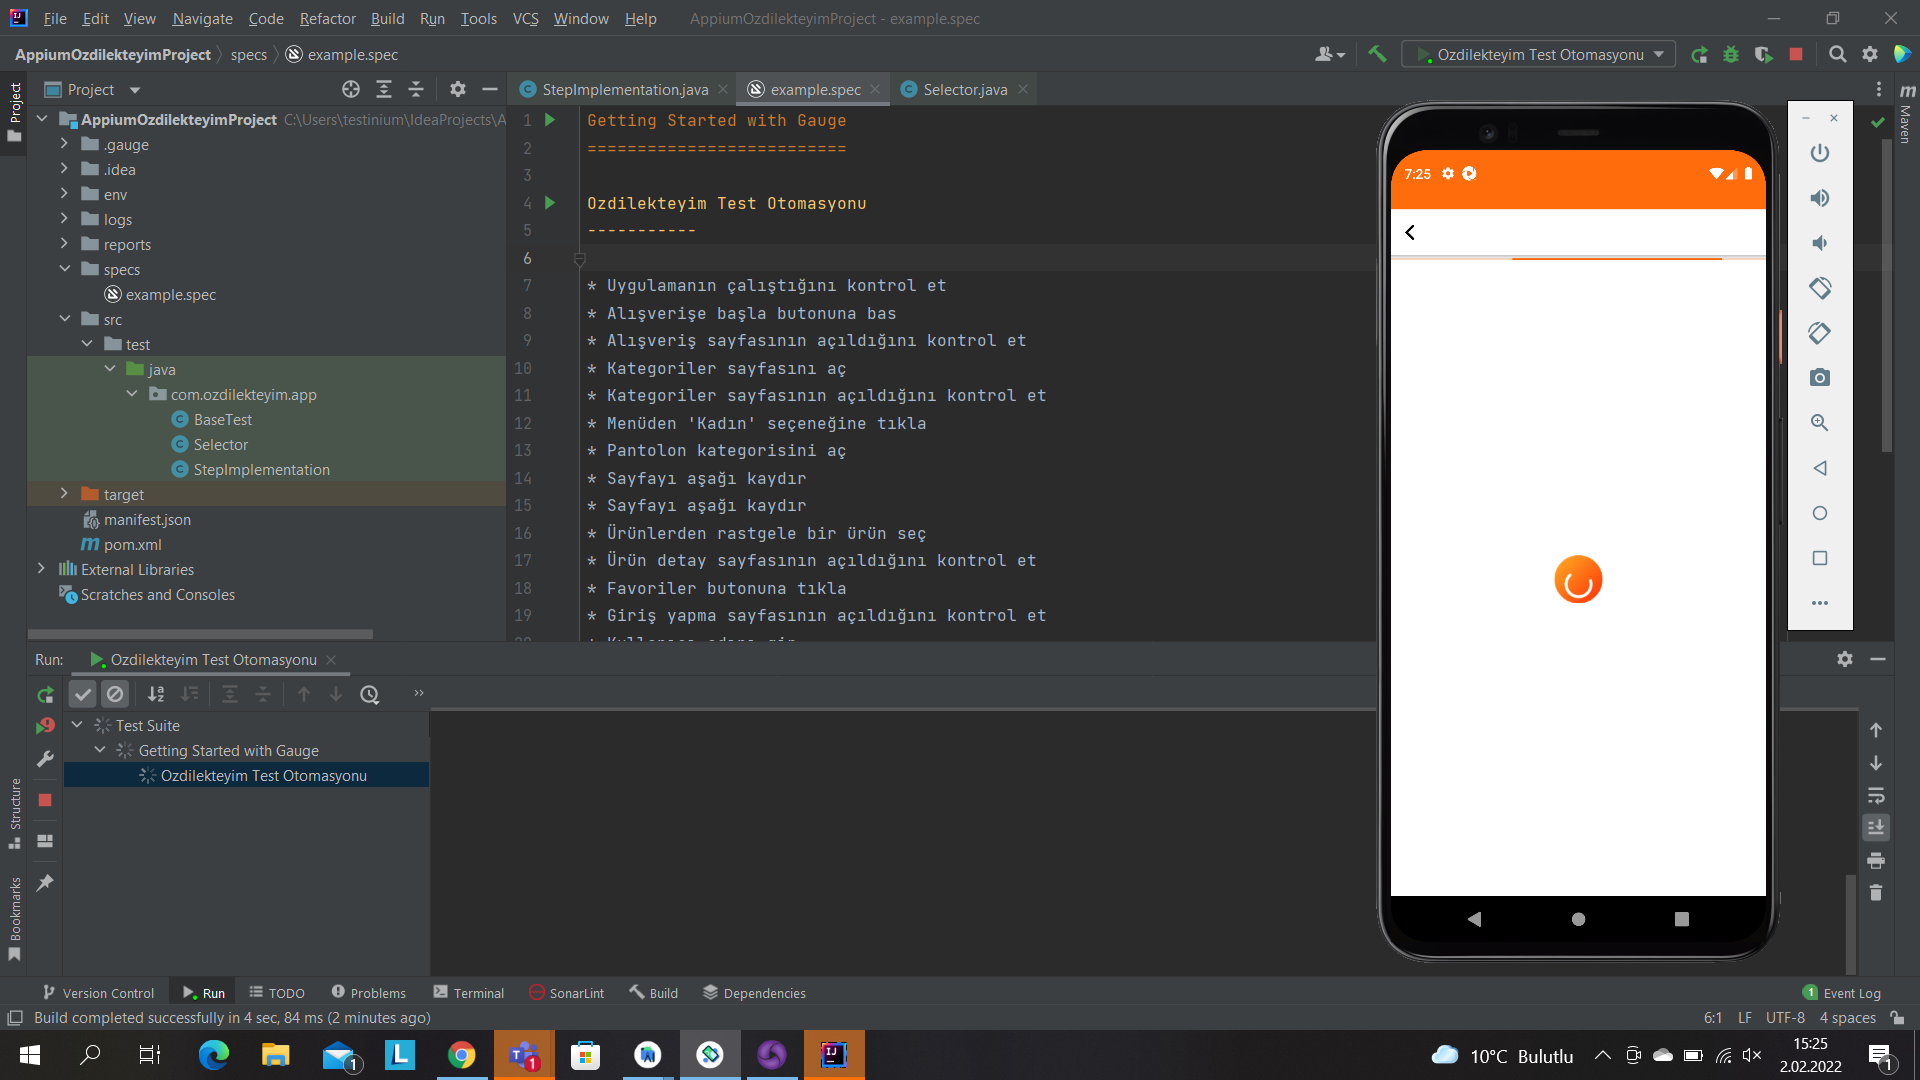 File Edit View Navigate Code Refactor Build Run Tools VCS Window Help AppiumOzdilekteyimProject - example.spec
AppiumOzdilekteyimProject specs example.spec
Ozdilekteyim Test Otomasyonu
Project
Project
StepImplementation.java
example.spec
Selector.java
Maven
AppiumOzdilekteyimProject C:\Users\testinium\IdeaProjects\A
.gauge
.idea
env
logs
reports
specs
example.spec
src
test
java
com.ozdilekteyim.app
BaseTest
Selector
StepImplementation
target
manifest.json
pom.xml
External Libraries
Scratches and Consoles
1 Getting Started with Gauge
2 ==========================
3
4 Ozdilekteyim Test Otomasyonu
5 -----------
6
7 * Uygulamanın çalıştığını kontrol et
8 * Alışverişe başla butonuna bas
9 * Alışveriş sayfasının açıldığını kontrol et
10 * Kategoriler sayfasını aç
11 * Kategoriler sayfasının açıldığını kontrol et
12 * Menüden 'Kadın' seçeneğine tıkla
13 * Pantolon kategorisini aç
14 * Sayfayı aşağı kaydır
15 * Sayfayı aşağı kaydır
16 * Ürünlerden rastgele bir ürün seç
17 * Ürün detay sayfasının açıldığını kontrol et
18 * Favoriler butonuna tıkla
19 * Giriş yapma sayfasının açıldığını kontrol et
7:25
Run: Ozdilekteyim Test Otomasyonu
Test Suite
Getting Started with Gauge
Ozdilekteyim Test Otomasyonu
Structure
Bookmarks
Version Control Run TODO Problems Terminal SonarLint Build Dependencies 1 Event Log
Build completed successfully in 4 sec, 84 ms (2 minutes ago) 6:1 LF UTF-8 4 spaces
10°C Bulutlu
15:25
2.02.2022